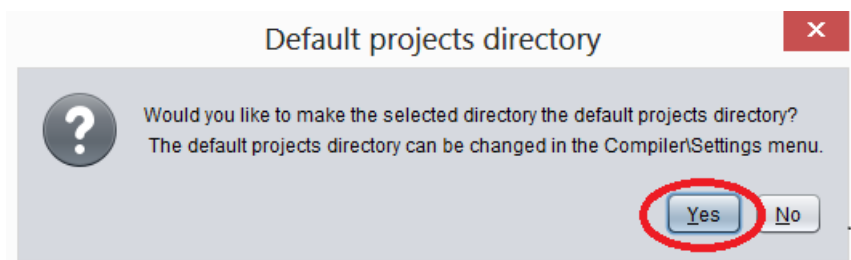 Default projects directory
X
Would you like to make the selected directory the default projects directory?
The default projects directory can be changed in the Compiler\Settings menu.
Yes No